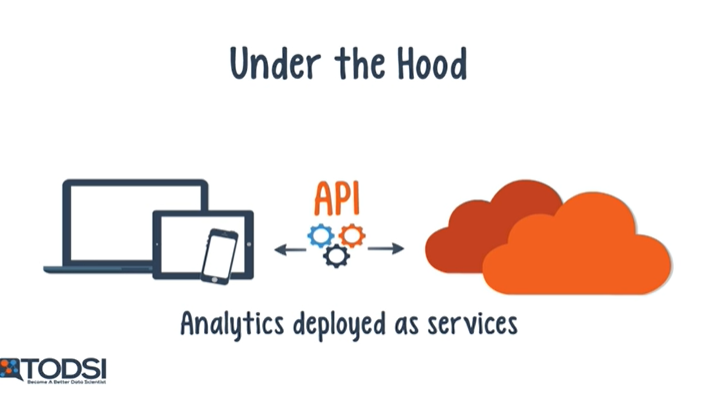 Under the Hood
API
Analytics deployed as services
TODSI
Become A Better Data Scientist